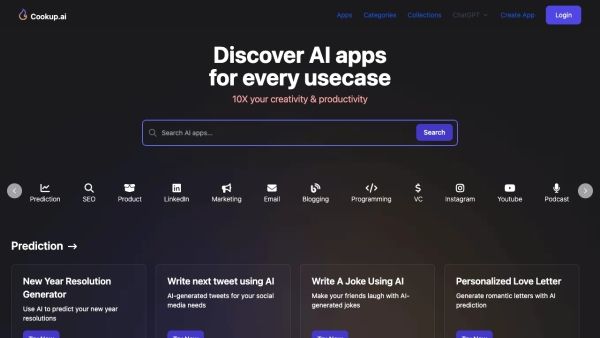 Cookup.ai
Apps Categories Collections ChatGPT Create App Login
Discover AI apps
for every usecase
10X your creativity & productivity
Search AI apps... Search
Prediction SEO Product LinkedIn Marketing Email Blogging Programming VC Instagram Youtube Podcast
Prediction →
New Year Resolution
Generator
Use AI to predict your new year
resolutions
Write next tweet using AI
AI-generated tweets for your social
media needs
Write A Joke Using AI
Make your friends laugh with AI-
generated jokes
Personalized Love Letter
Generate romantic letters with AI
prediction